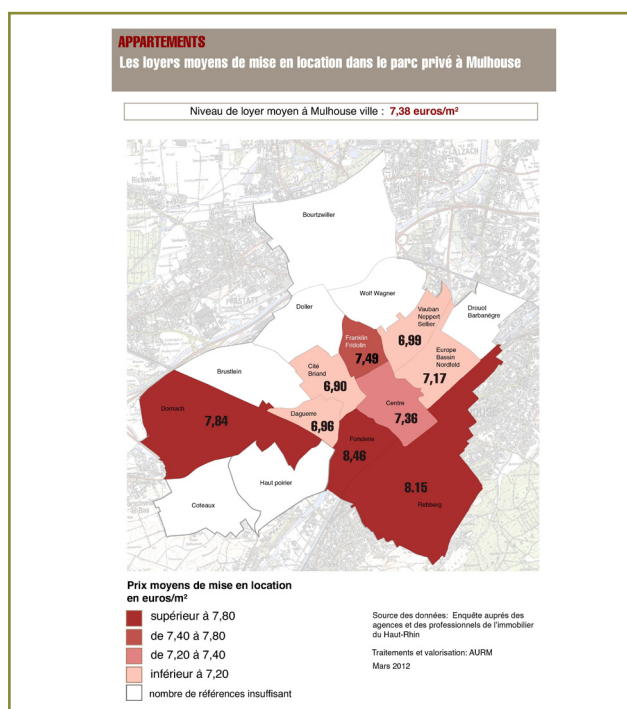 APPARTEMENTS
Les loyers moyens de mise en location dans le parc privé à Mulhouse
Niveau de loyer moyen à Mulhouse ville : 7,38 euros/m²
Bourtzwiller
Wolf Wagner
Doller
Vauban
Neppert
Sellier
6,99
Drouot
Barbanégre
Franklin
Fridolin
7,49
Europe
Bassin
Nordfeld
7,17
Cité
Briand
6,90
Brustlein
Centre
7,36
Dornach
7,84
Daguerre
6,96
Fonderie
8,46
Haut poirier
8.15
Rebberg
Coteaux
Prix moyens de mise en location
en euros/m²
supérieur à 7,80
de 7,40 à 7,80
de 7,20 à 7,40
inférieur à 7,20
nombre de références insuffisant
Source des données: Enquête auprés des
agences et des professionnels de l'immobilier
du Haut-Rhin
Traitements et valorisation: AURM
Mars 2012